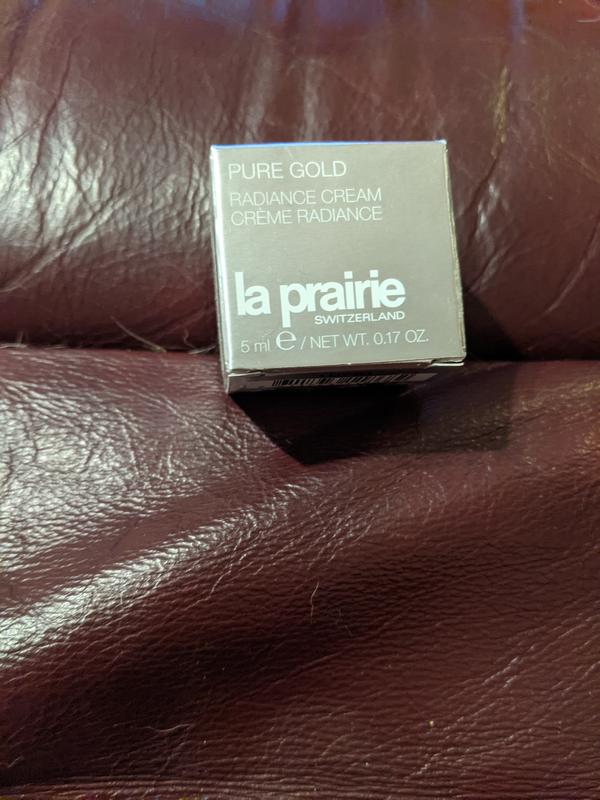 PURE GOLD
RADIANCE CREAM
CRÈME RADIANCE
la prairie
SWITZERLAND
5 ml ℮ / NET WT. 0.17 OZ.